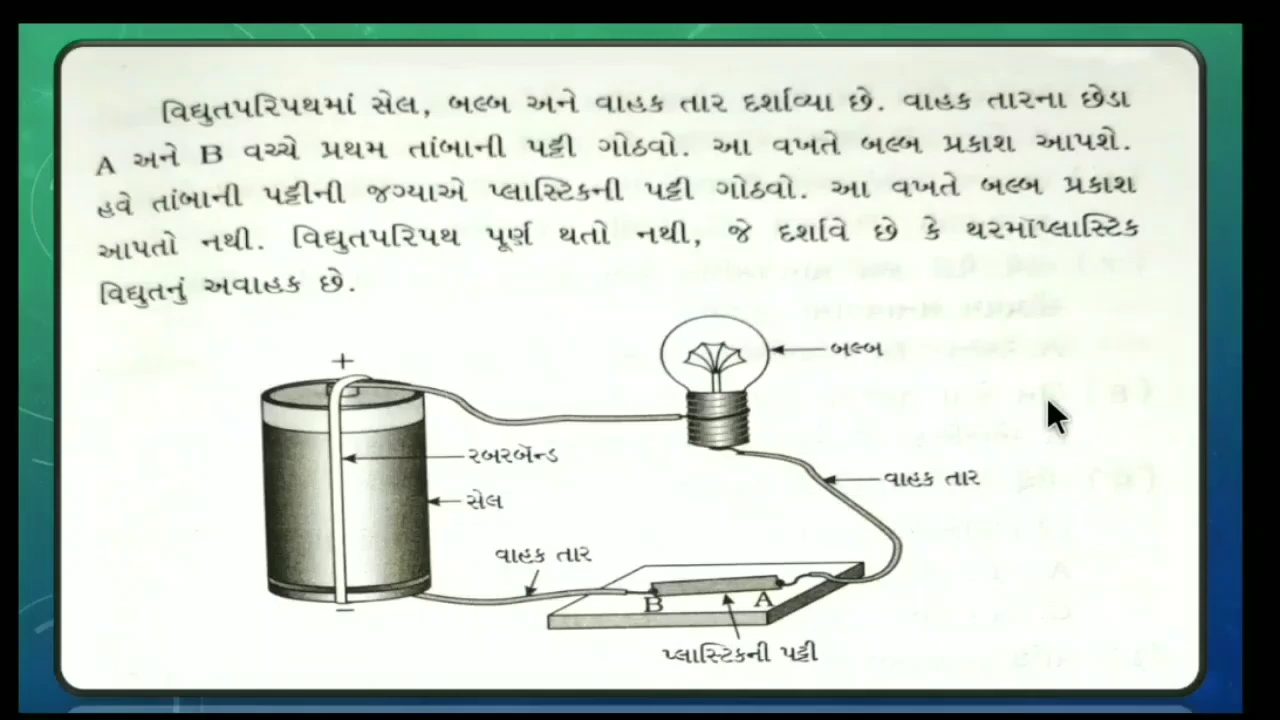 વિદ્યુતપરિપથમાં સેલ, બલ્બ અને વાહક તાર દર્શાવ્યા છે. વાહક તારના છેડા
A અને B વચ્ચે પ્રથમ તાંબાની પટ્ટી ગોઠવો. આ વખતે બલ્બ પ્રકાશ આપશે.
હવે તાંબાની પટ્ટીની જગ્યાએ પ્લાસ્ટિકની પટ્ટી ગોઠવો. આ વખતે બલ્બ પ્રકાશ
આપતો નથી. વિદ્યુતપરિપથ પૂર્ણ થતો નથી, જે દર્શાવે છે કે થરમૉપ્લાસ્ટિક
વિદ્યુતનું અવાહક છે.
+
બલ્બ
રબરબૅન્ડ
વાહક તાર
સેલ
વાહક તાર
B
A
–
પ્લાસ્ટિકની પટ્ટી